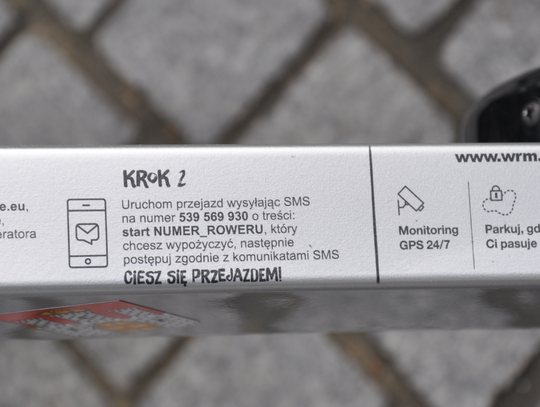 e.eu,
eratora
KROK 2
Uruchom przejazd wysyłając SMS
na numer 539 569 930 o treści:
start NUMER_ROWERU, który
chcesz wypożyczyć, następnie
postępuj zgodnie z komunikatami SMS
CIESZ SIĘ PRZEJAZDEM!
www.wrm.
Monitoring
GPS 24/7
Parkuj, gd
Ci pasuje